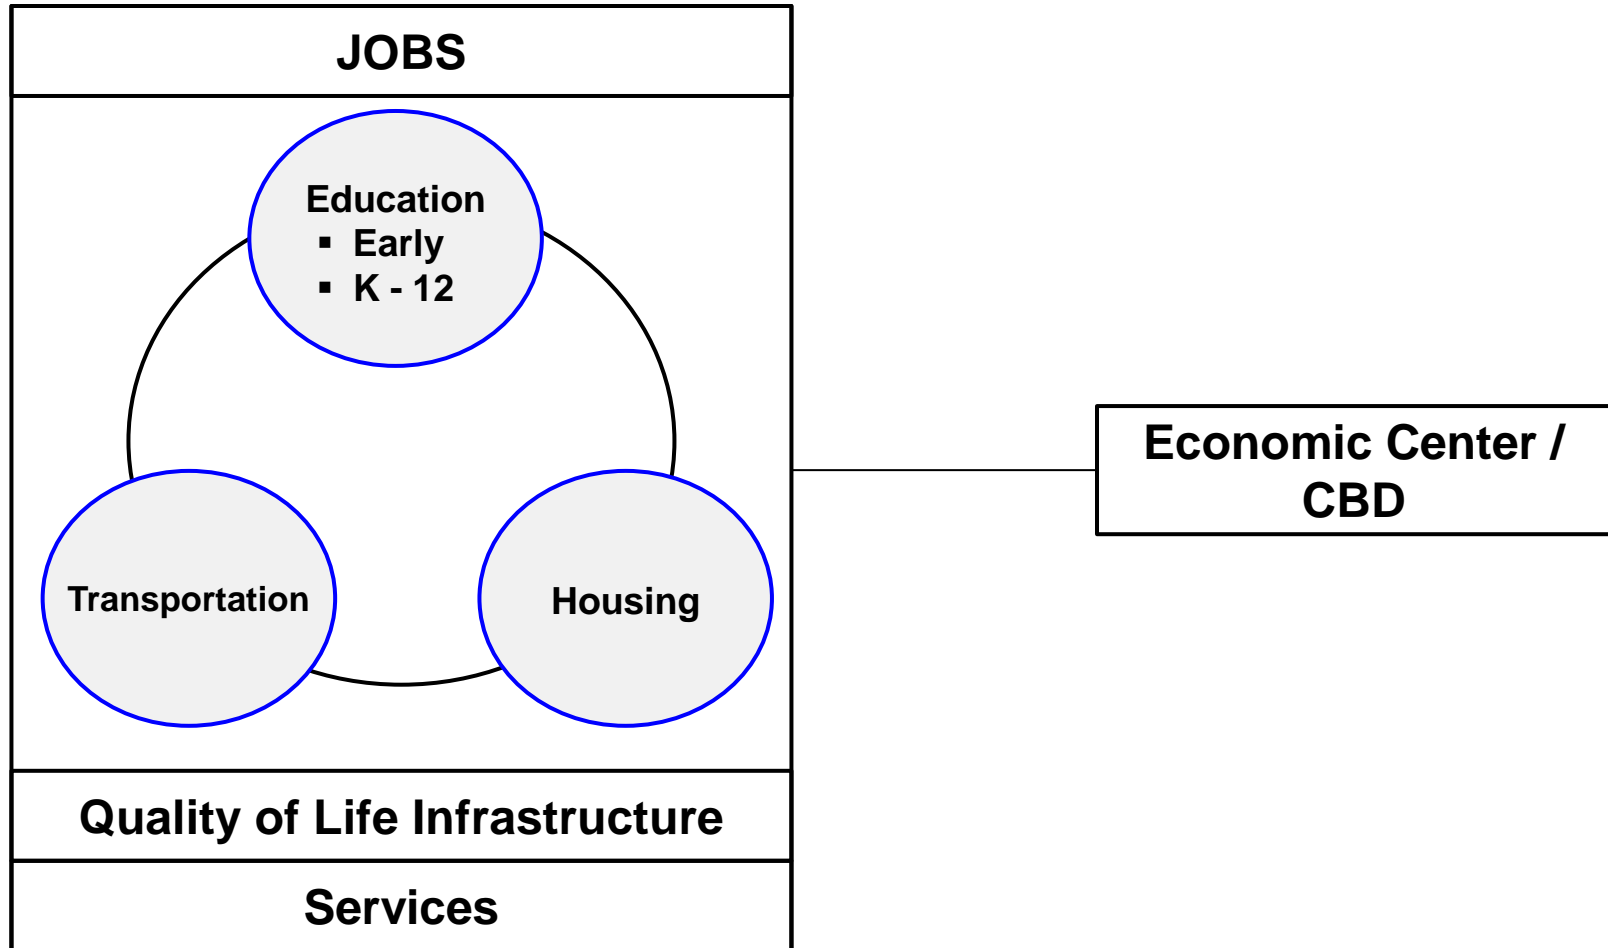 JOBS
Education
▪ Early
▪ K - 12
Transportation
Housing
Economic Center /
CBD
Quality of Life Infrastructure
Services